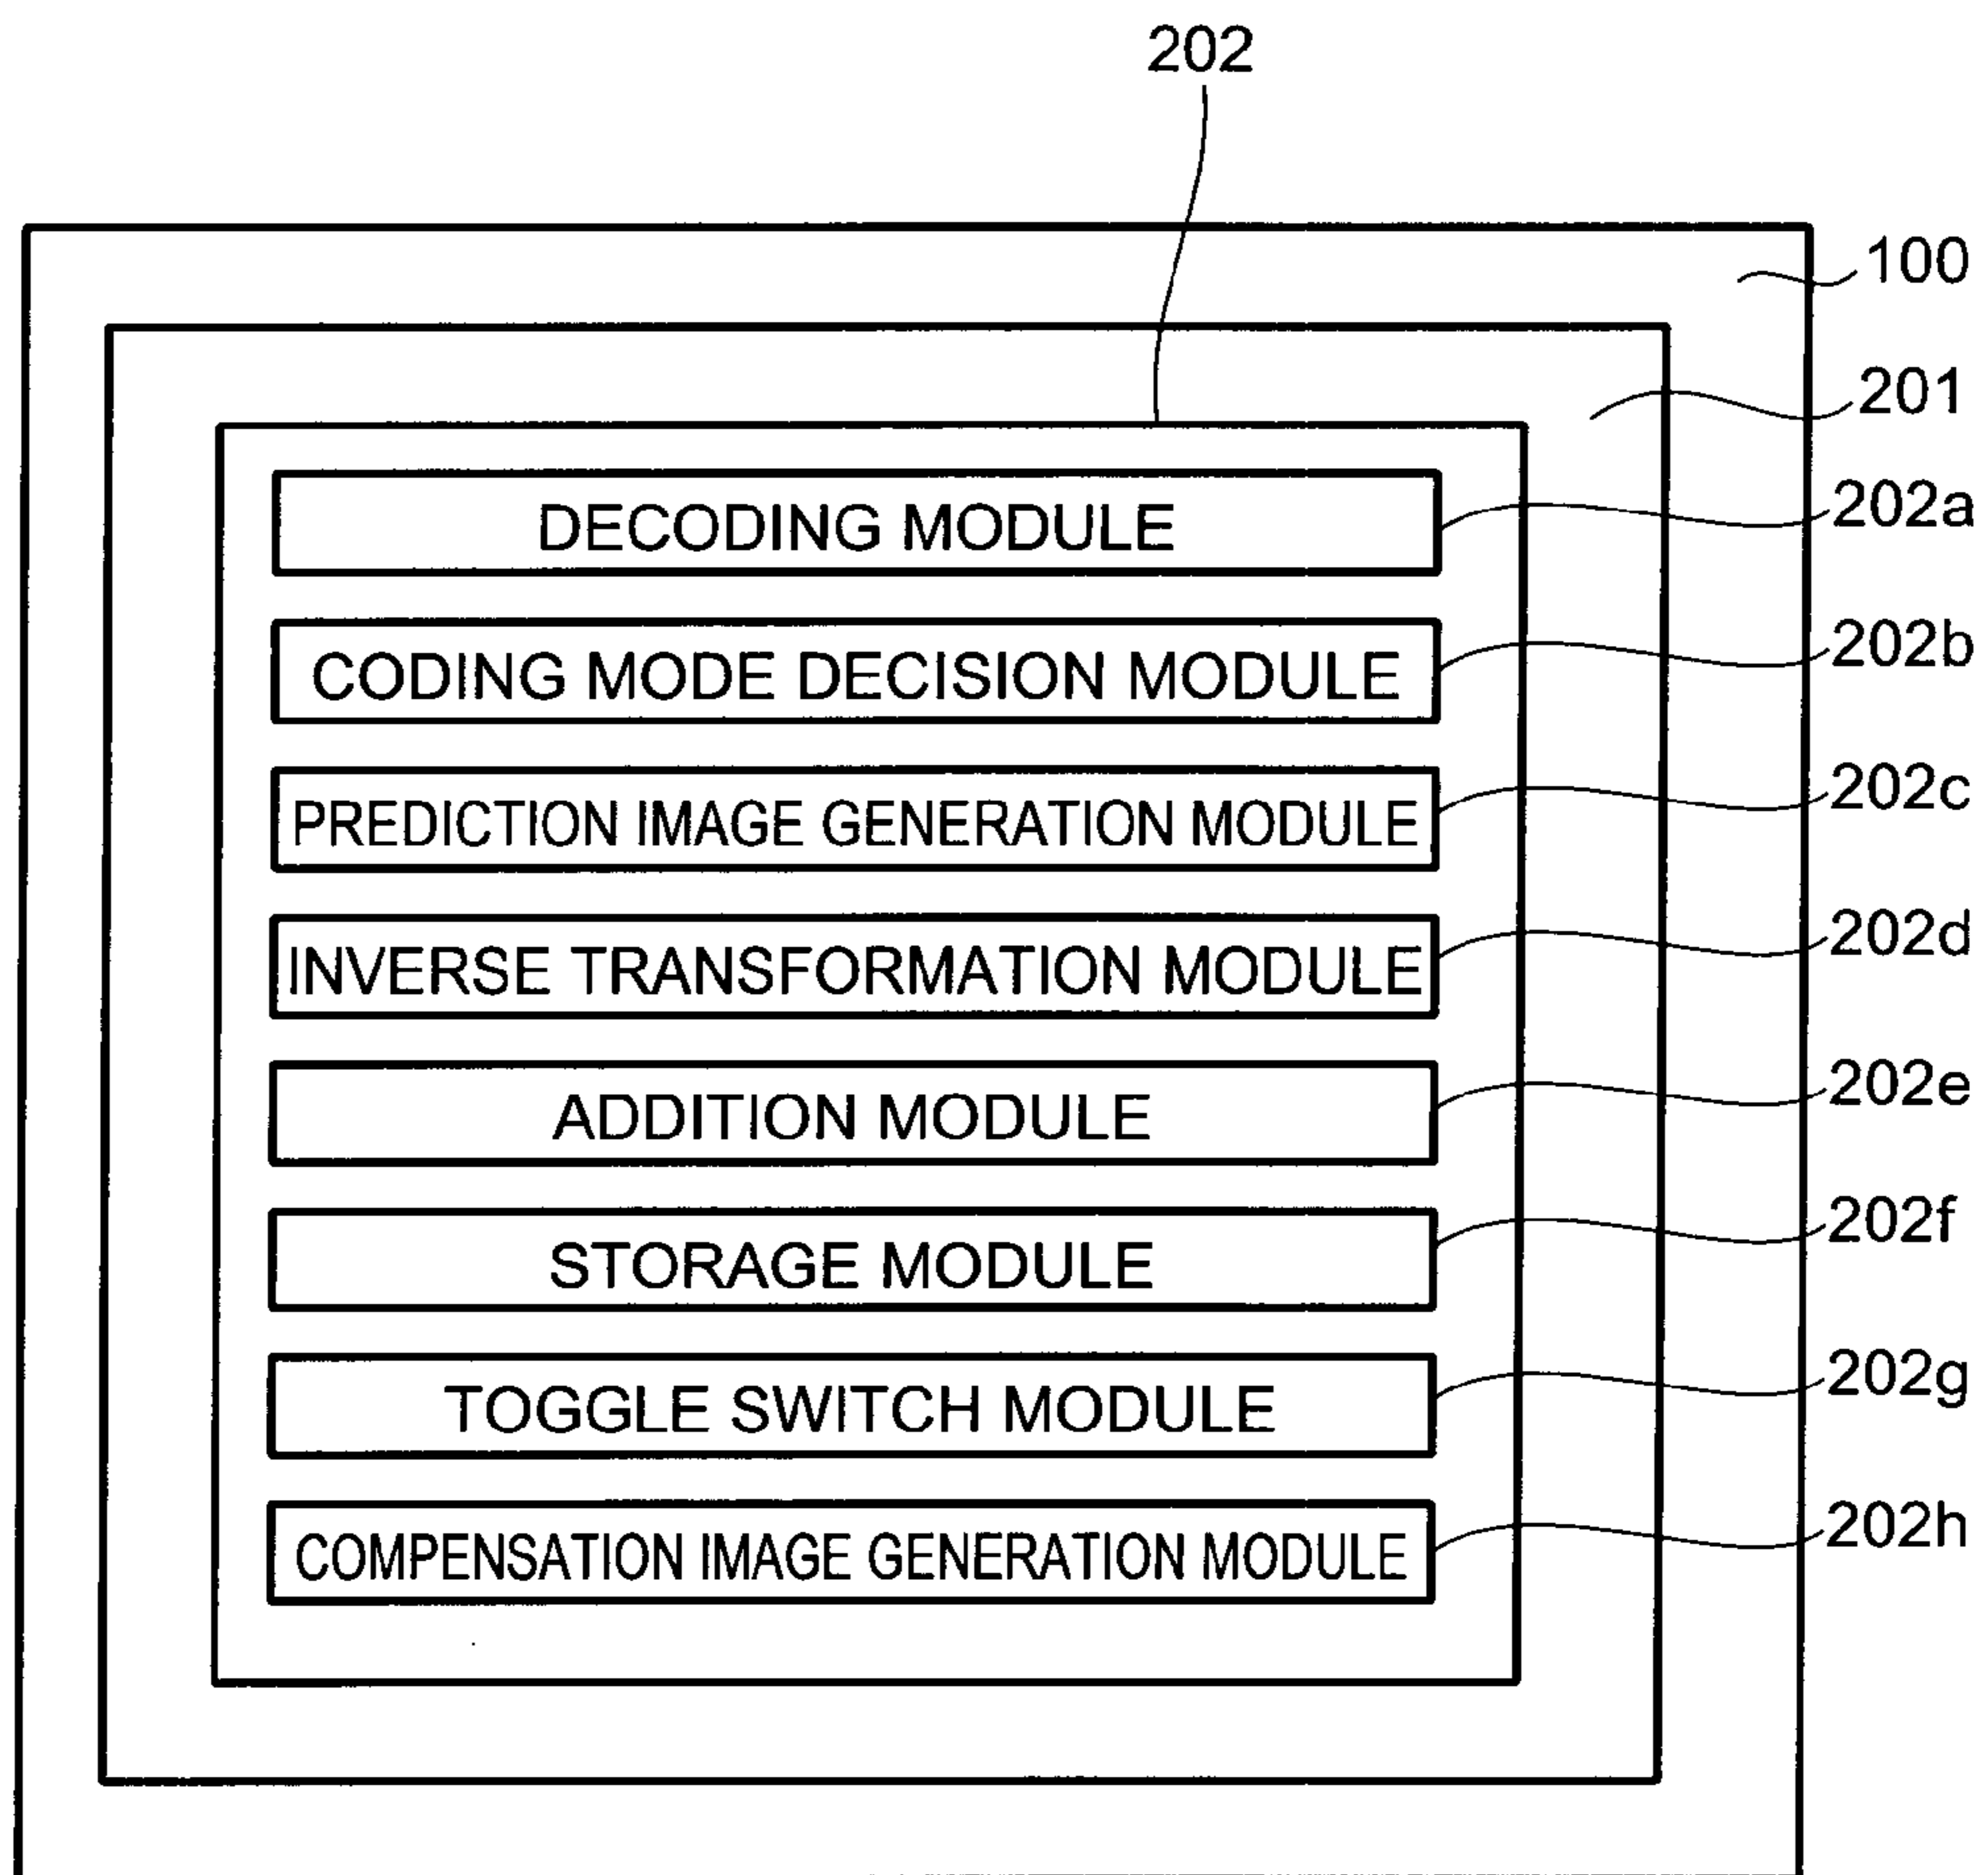 202
100
201
DECODING MODULE
202a
CODING MODE DECISION MODULE
202b
PREDICTION IMAGE GENERATION MODULE
202c
INVERSE TRANSFORMATION MODULE
202d
ADDITION MODULE
202e
STORAGE MODULE
202f
TOGGLE SWITCH MODULE
202g
COMPENSATION IMAGE GENERATION MODULE
202h